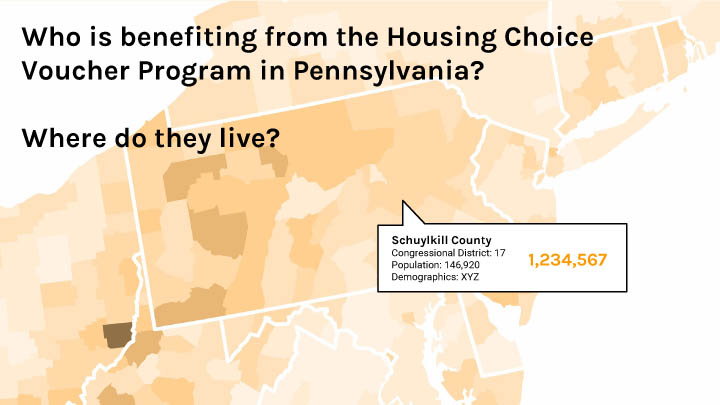 Who is benefiting from the Housing Choice
Voucher Program in Pennsylvania?
Where do they live?
Schuylkill County
Congressional District: 17
Population: 146,920
Demographics: XYZ
1,234,567